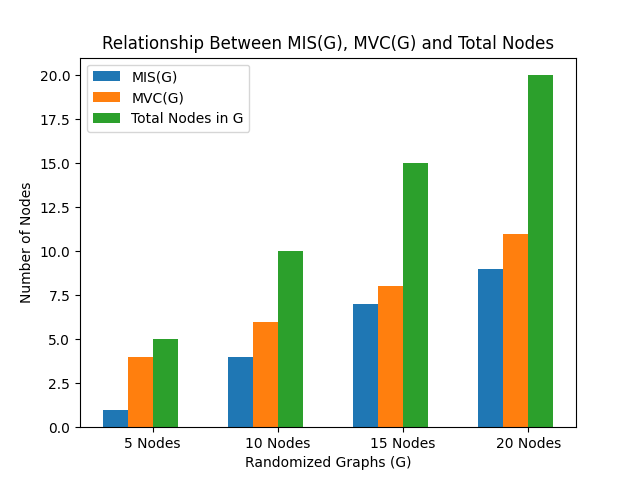 Relationship Between MIS(G), MVC(G) and Total Nodes
MIS(G)
MVC(G)
Total Nodes in G
20.0
17.5
15.0
12.5
10.0
7.5
5.0
2.5
0.0
Number of Nodes
5 Nodes
10 Nodes
15 Nodes
20 Nodes
Randomized Graphs (G)